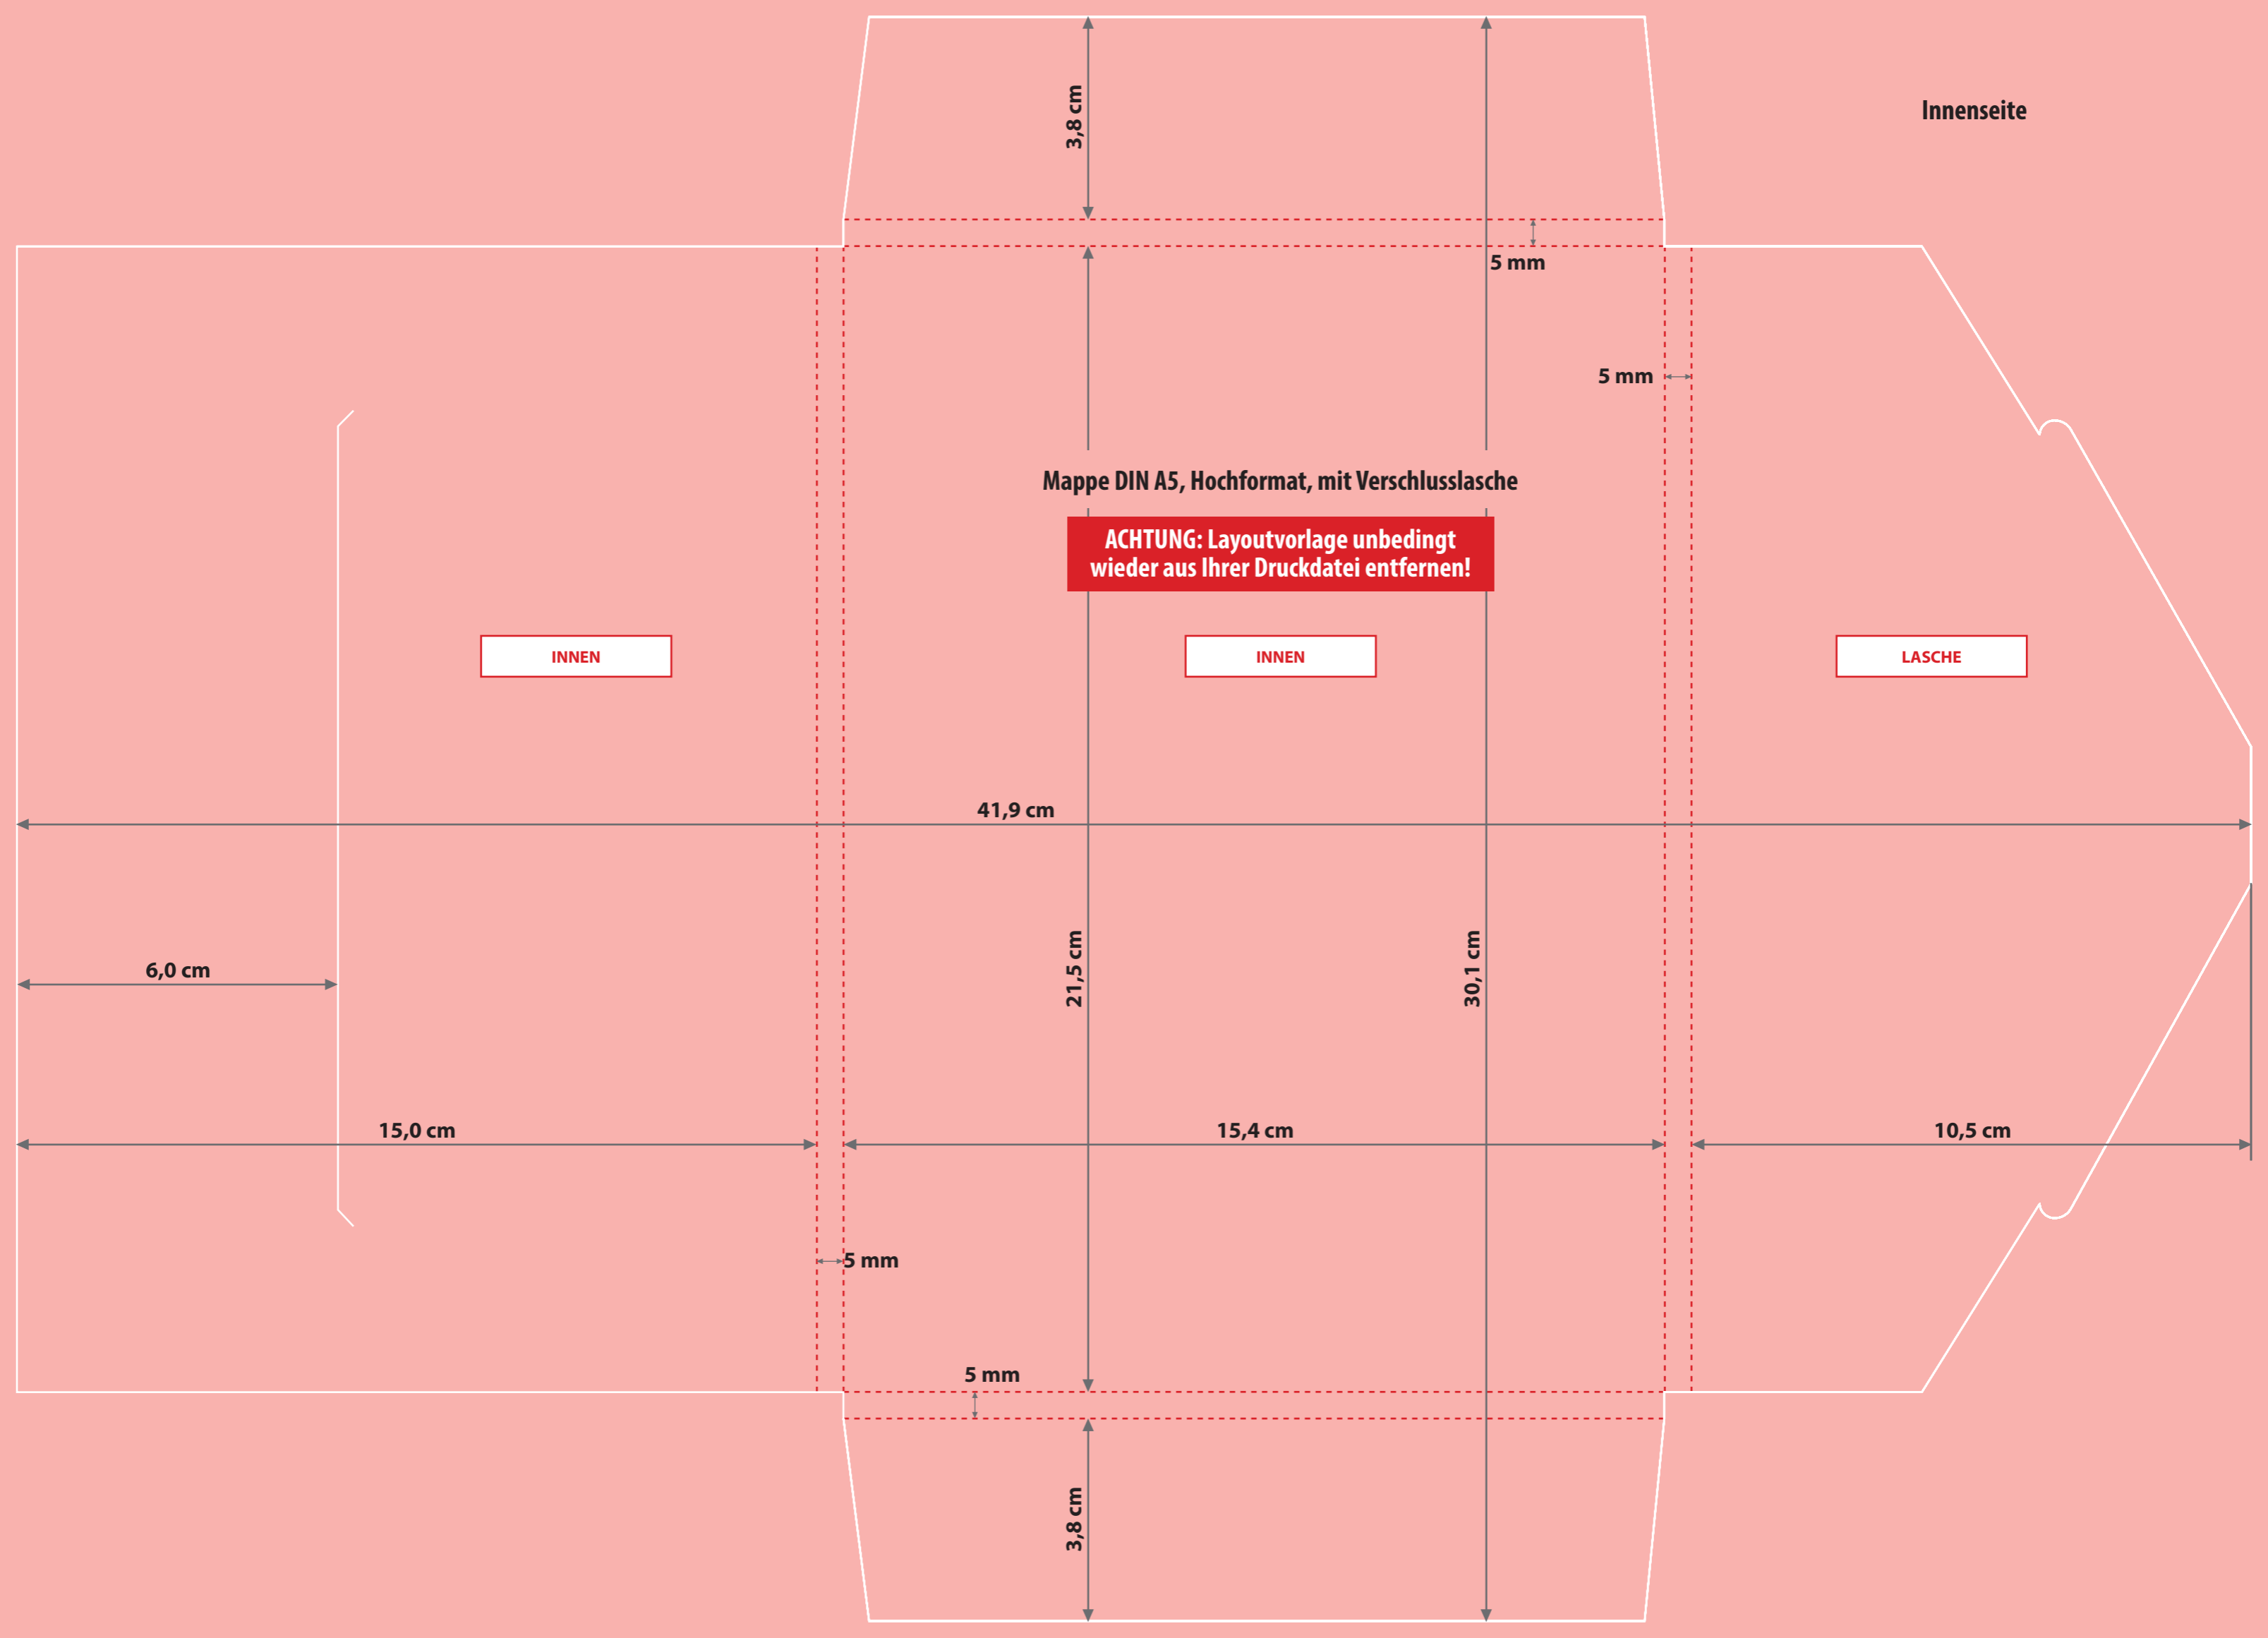 3,8 cm
Innenseite
5 mm
5 mm
Mappe DIN A5, Hochformat, mit Verschlusslasche
ACHTUNG: Layoutvorlage unbedingt
wieder aus Ihrer Druckdatei entfernen!
INNEN
INNEN
LASCHE
41,9 cm
6,0 cm
21,5 cm
30,1 cm
15,0 cm
15,4 cm
10,5 cm
5 mm
5 mm
3,8 cm